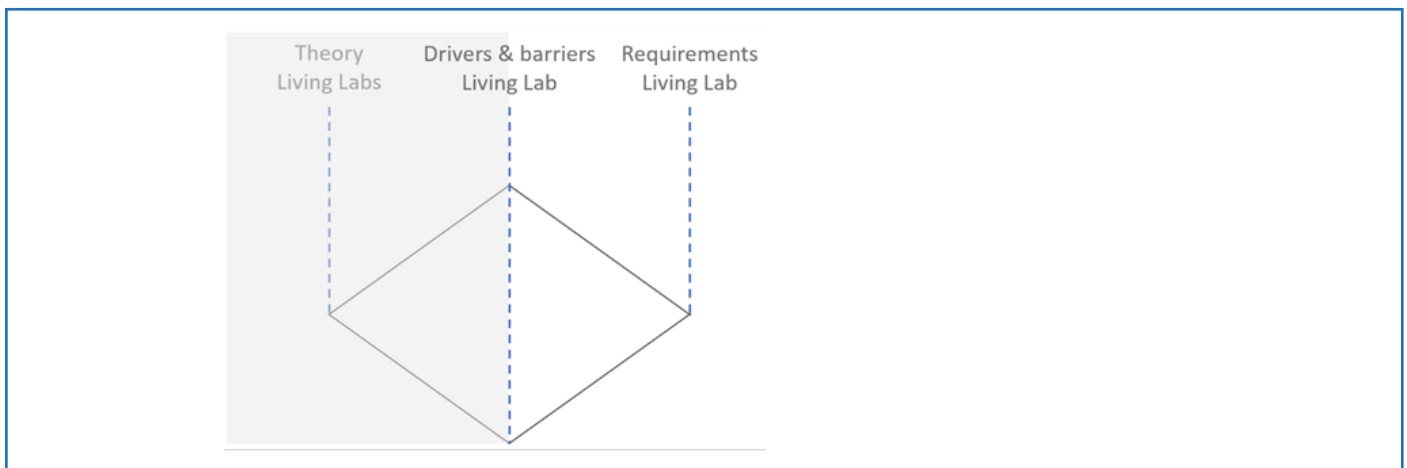 Theory
Living Labs
Drivers & barriers
Living Lab
Requirements
Living Lab